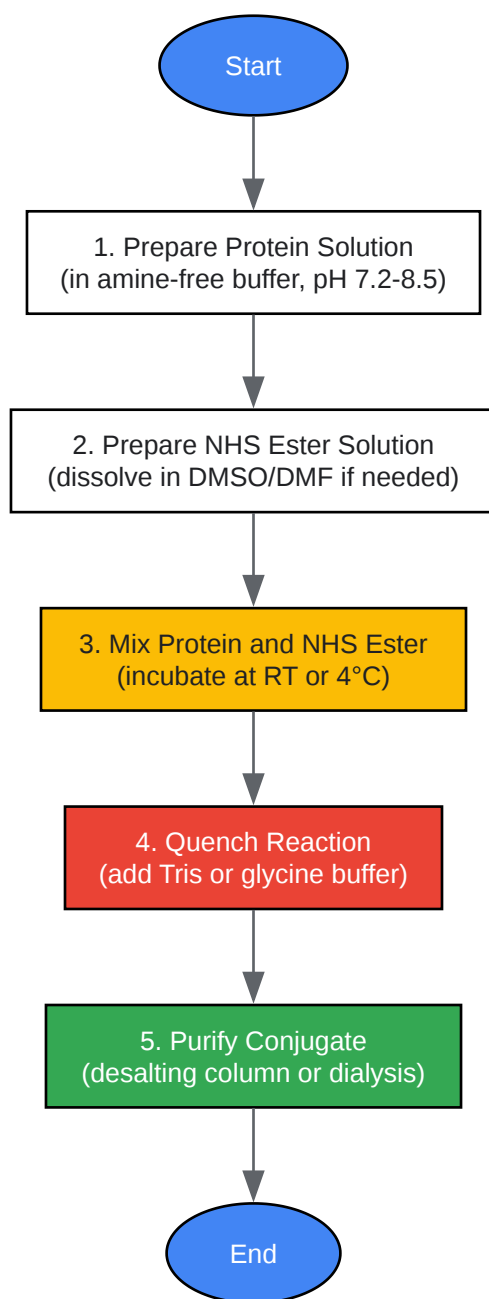 Start
1. Prepare Protein Solution
(in amine-free buffer, pH 7.2-8.5)
2. Prepare NHS Ester Solution
(dissolve in DMSO/DMF if needed)
3. Mix Protein and NHS Ester
(incubate at RT or 4°C)
4. Quench Reaction
(add Tris or glycine buffer)
5. Purify Conjugate
(desalting column or dialysis)
End